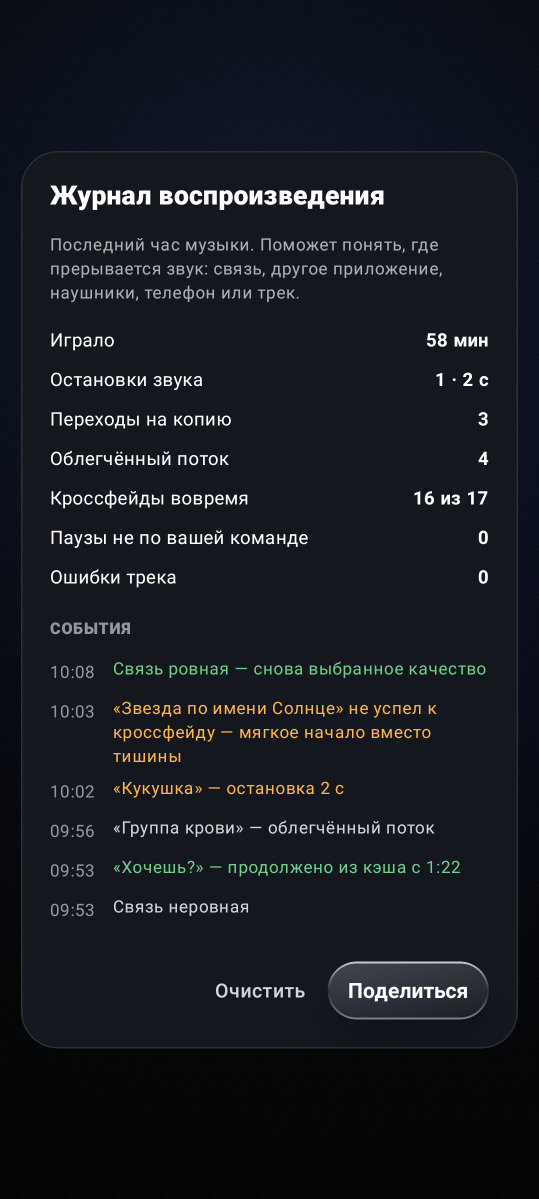 Журнал воспроизведения
Последний час музыки. Поможет понять, где
прерывается звук: связь, другое приложение,
наушники, телефон или трек.
Играло 58 мин
Остановки звука 1 · 2 с
Переходы на копию 3
Облегчённый поток 4
Кроссфейды вовремя 16 из 17
Паузы не по вашей команде 0
Ошибки трека 0
СОБЫТИЯ
10:08 Связь ровная — снова выбранное качество
10:03 «Звезда по имени Солнце» не успел к
кроссфейду — мягкое начало вместо
тишины
10:02 «Кукушка» — остановка 2 с
09:56 «Группа крови» — облегчённый поток
09:53 «Хочешь?» — продолжено из кэша с 1:22
09:53 Связь неровная
Очистить Поделиться